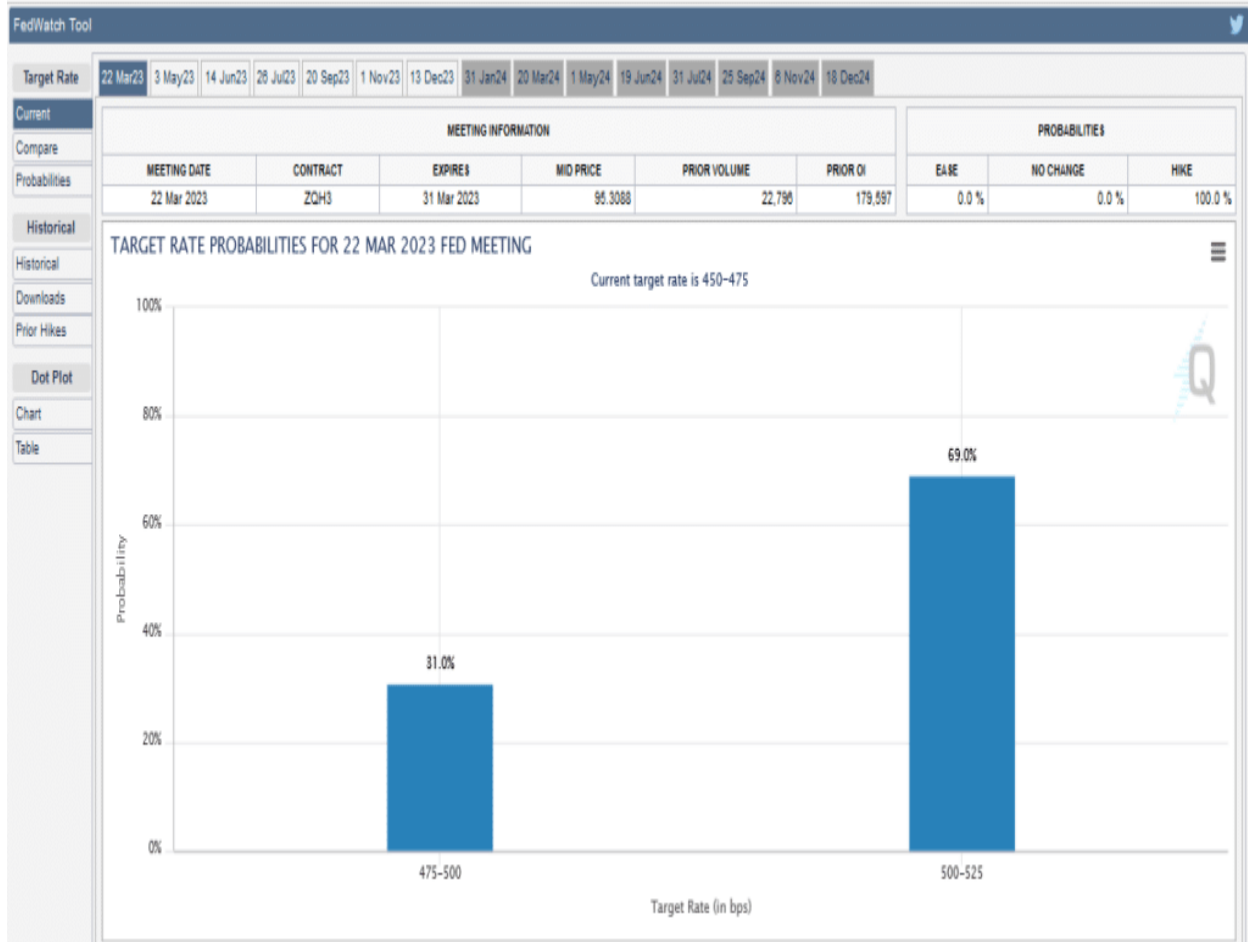 FedWatch Tool
Target Rate
Current
Compare
Probabilities
Historical
Historical
Downloads
Prior Hikes
Dot Plot
Chart
Table
22 Mar23 3 May23 14 Jun23 26 Jul23 20 Sep23 1 Nov23 13 Dec23 31 Jan24 20 Mar24 1 May24 19 Jun24 31 Jul24 25 Sep24 6 Nov24 18 Dec24
MEETING INFORMATION
MEETING DATE CONTRACT EXPIRES MID PRICE PRIOR VOLUME PRIOR OI
22 Mar 2023 ZQH3 31 Mar 2023 95.3088 22,796 179,597
PROBABILITIES
EASE NO CHANGE HIKE
0.0 % 0.0 % 100.0 %
TARGET RATE PROBABILITIES FOR 22 MAR 2023 FED MEETING
Current target rate is 450-475
100%
80%
60%
40%
20%
0%
Probability
31.0%
69.0%
475-500
500-525
Target Rate (in bps)
Q